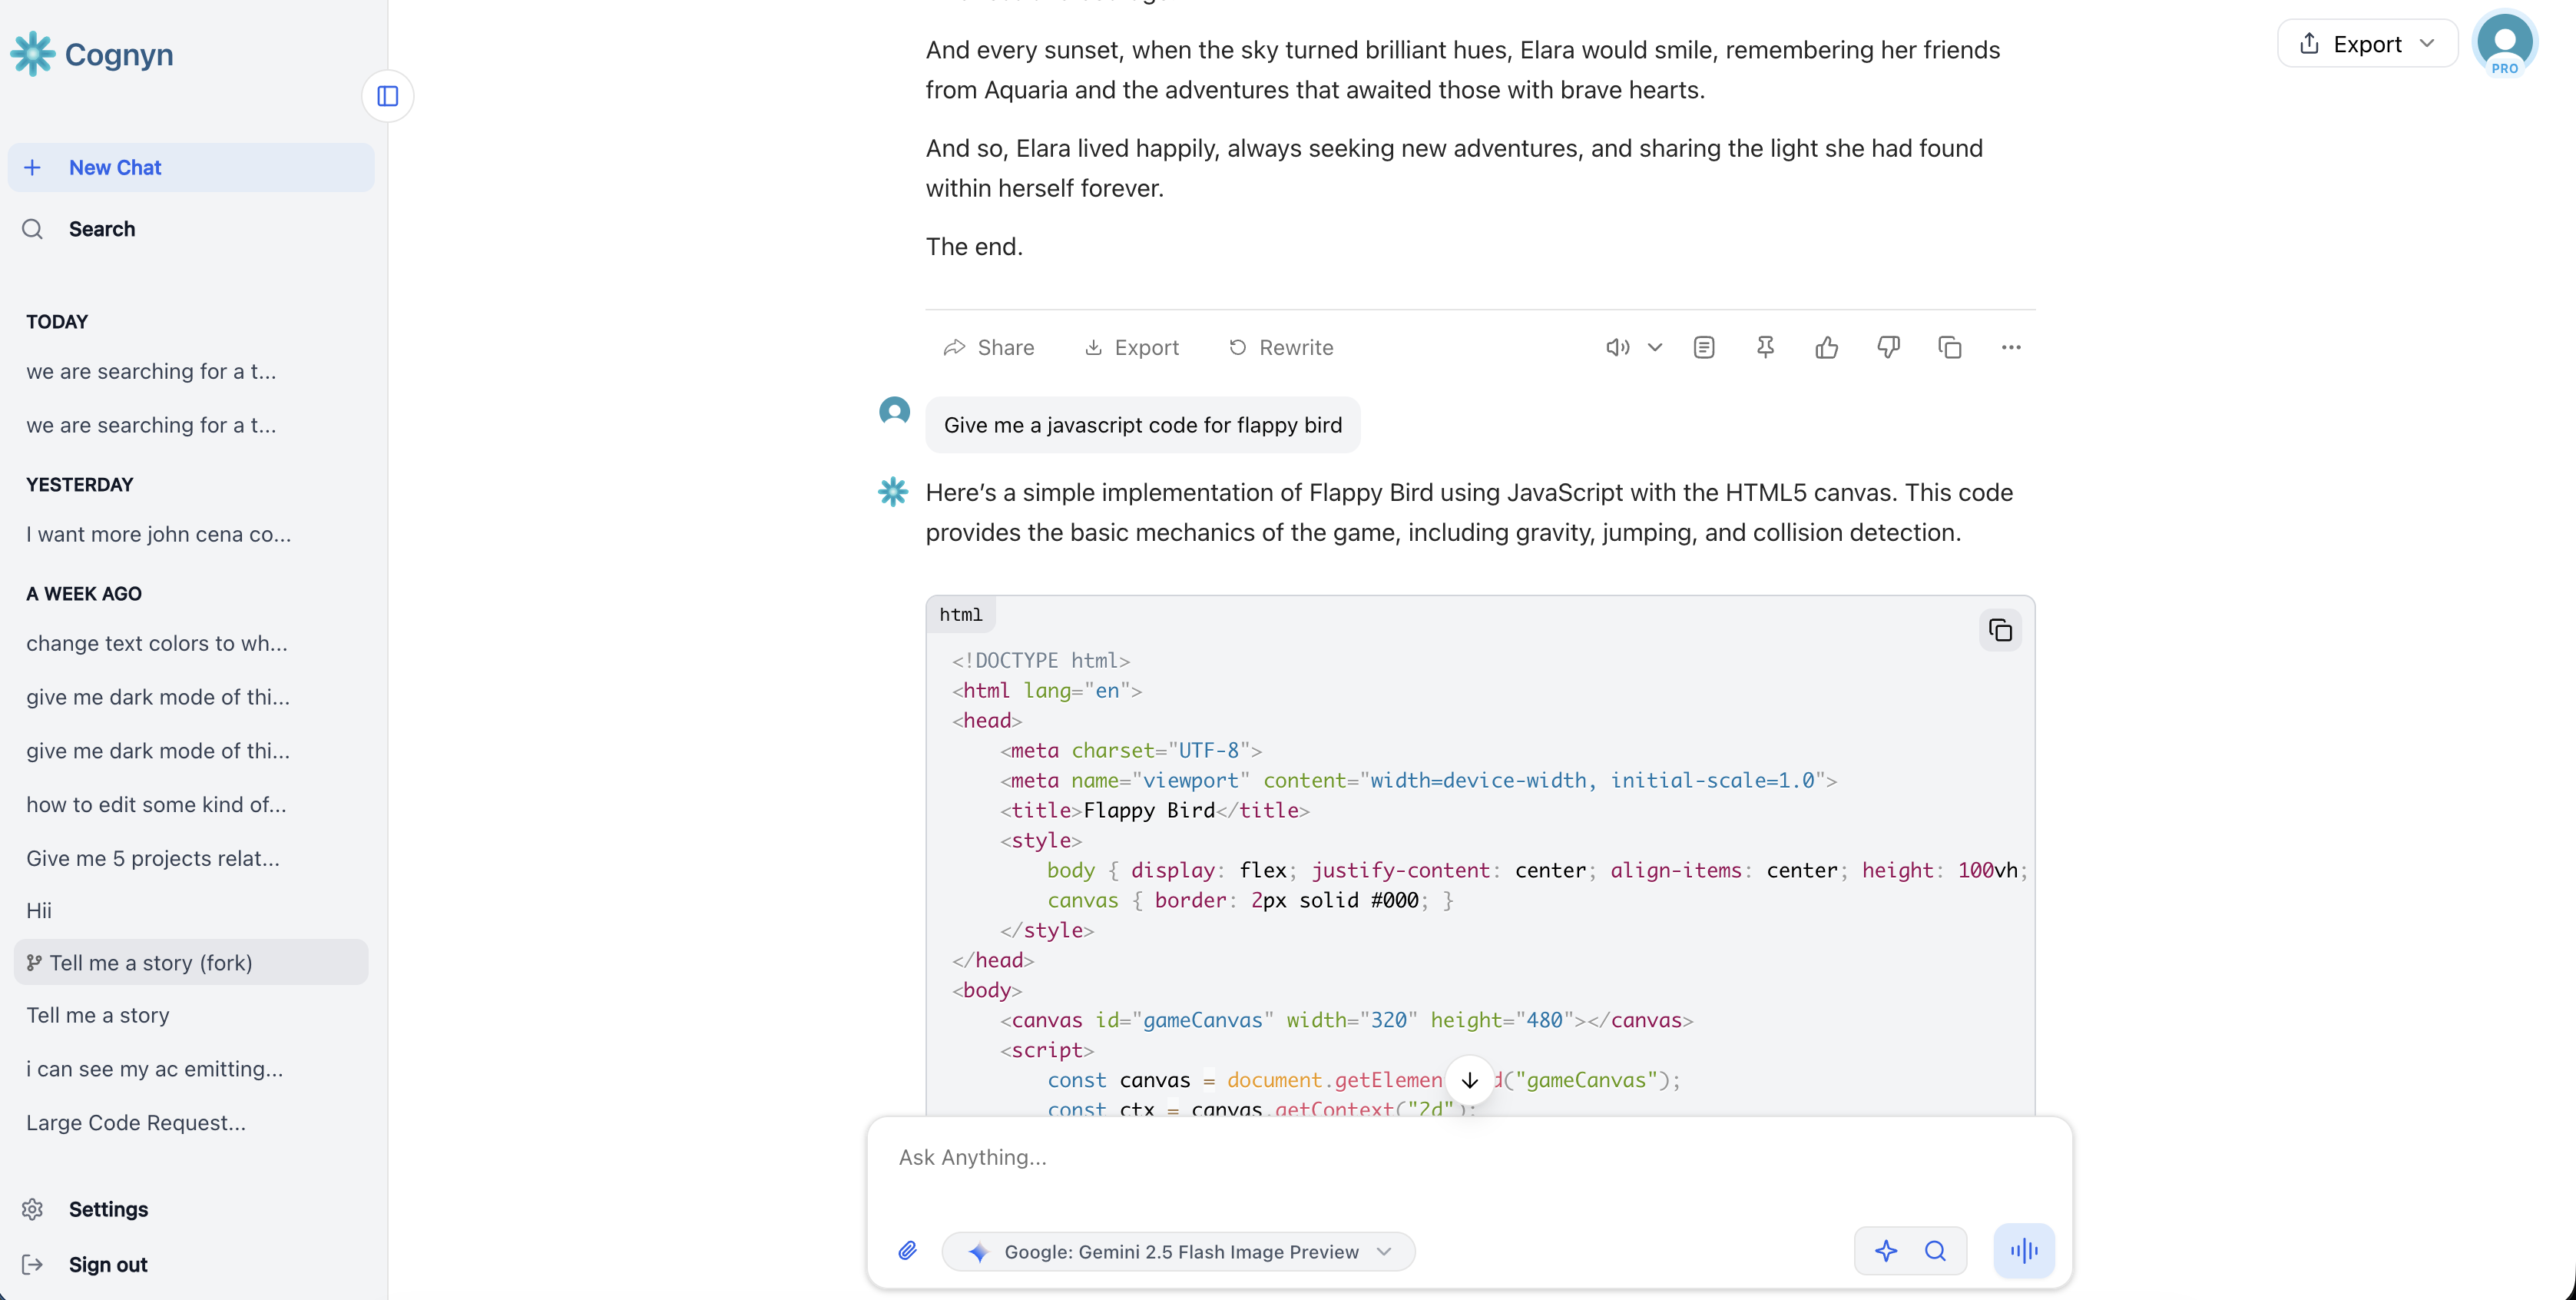 Cognyn
New Chat
Search
TODAY
we are searching for a t...
we are searching for a t...
YESTERDAY
I want more john cena co...
A WEEK AGO
change text colors to wh...
give me dark mode of thi...
give me dark mode of thi...
how to edit some kind of...
Give me 5 projects relat...
Hii
Tell me a story (fork)
Tell me a story
i can see my ac emitting...
Large Code Request...
Settings
Sign out
Export
PRO
And every sunset, when the sky turned brilliant hues, Elara would smile, remembering her friends
from Aquaria and the adventures that awaited those with brave hearts.
And so, Elara lived happily, always seeking new adventures, and sharing the light she had found
within herself forever.
The end.
Share Export Rewrite
Give me a javascript code for flappy bird
Here’s a simple implementation of Flappy Bird using JavaScript with the HTML5 canvas. This code
provides the basic mechanics of the game, including gravity, jumping, and collision detection.
html
<!DOCTYPE html>
<html lang="en">
<head>
<meta charset="UTF-8">
<meta name="viewport" content="width=device-width, initial-scale=1.0">
<title>Flappy Bird</title>
<style>
body { display: flex; justify-content: center; align-items: center; height: 100vh;
canvas { border: 2px solid #000; }
</style>
</head>
<body>
<canvas id="gameCanvas" width="320" height="480"></canvas>
<script>
const canvas = document.getElemen d("gameCanvas");
const ctx = canvas.getContext("2d");
Ask Anything...
Google: Gemini 2.5 Flash Image Preview